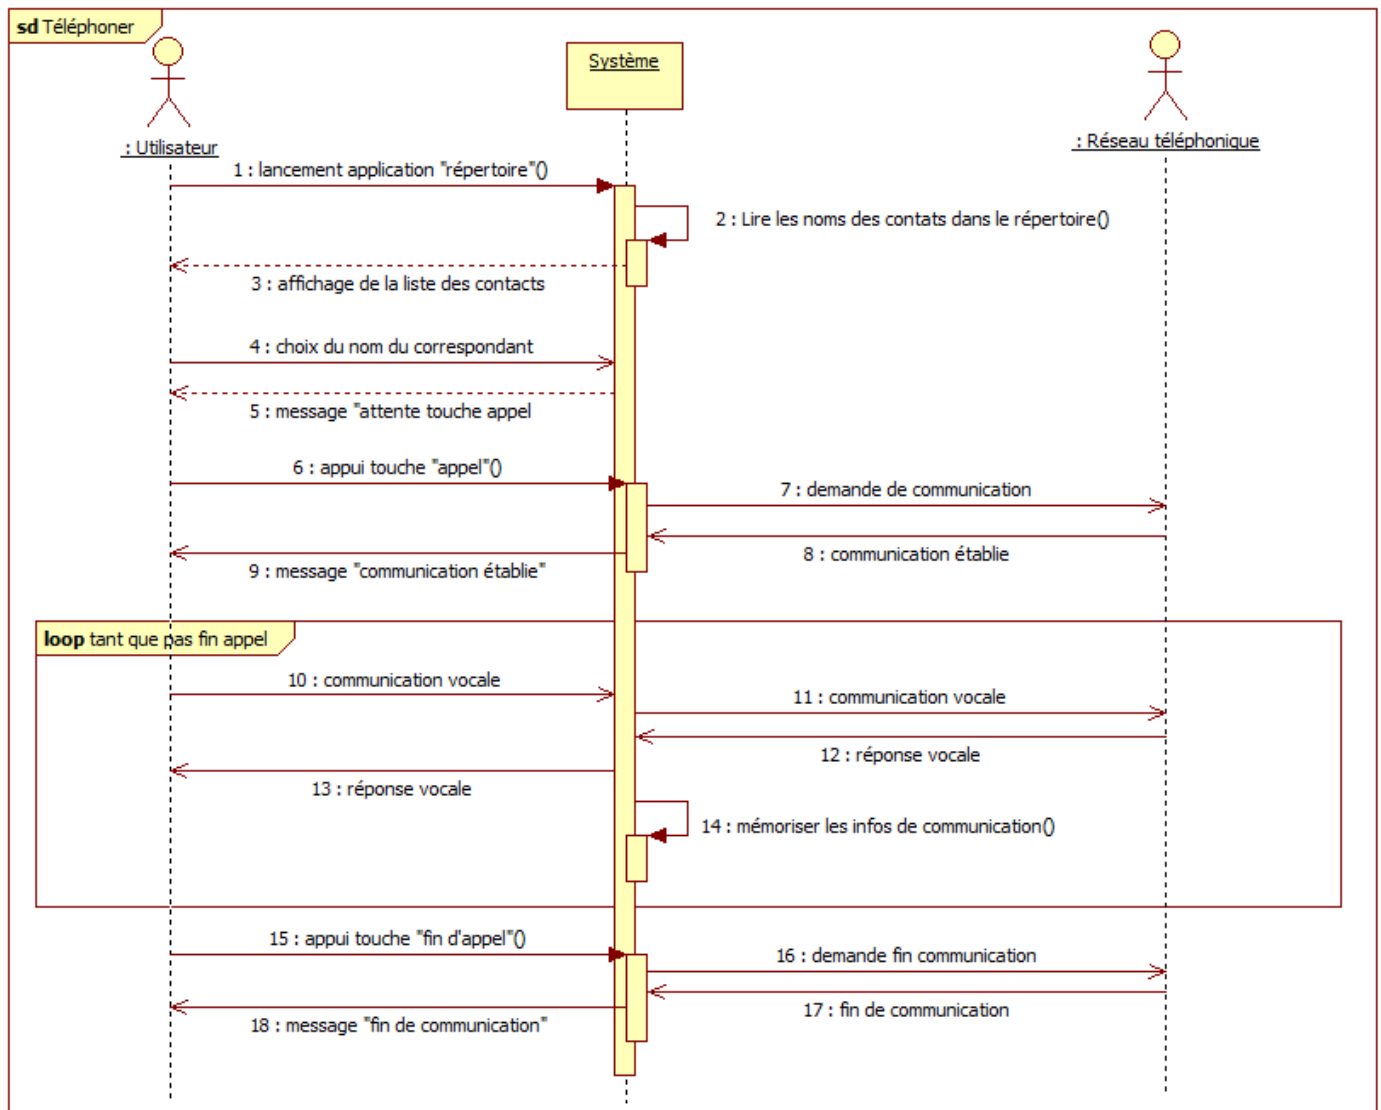 sd Téléphoner
Système
: Utilisateur
: Réseau téléphonique
1 : lancement application "répertoire"()
2 : Lire les noms des contats dans le répertoire()
3 : affichage de la liste des contacts
4 : choix du nom du correspondant
5 : message "attente touche appel
6 : appui touche "appel"()
7 : demande de communication
8 : communication établie
9 : message "communication établie"
loop tant que pas fin appel
10 : communication vocale
11 : communication vocale
12 : réponse vocale
13 : réponse vocale
14 : mémoriser les infos de communication()
15 : appui touche "fin d'appel"()
16 : demande fin communication
17 : fin de communication
18 : message "fin de communication"